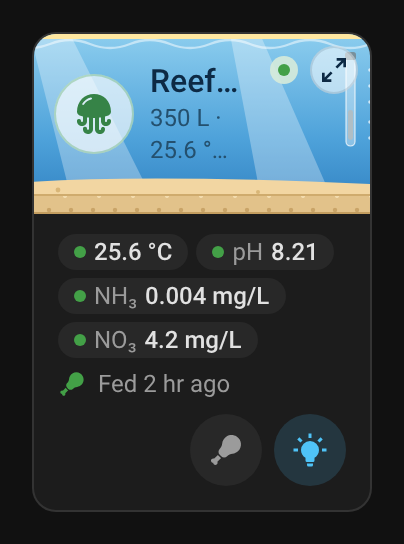 Reef…
350 L ·
25.6 °…
25.6 °C
pH 8.21
NH₃ 0.004 mg/L
NO₃ 4.2 mg/L
Fed 2 hr ago